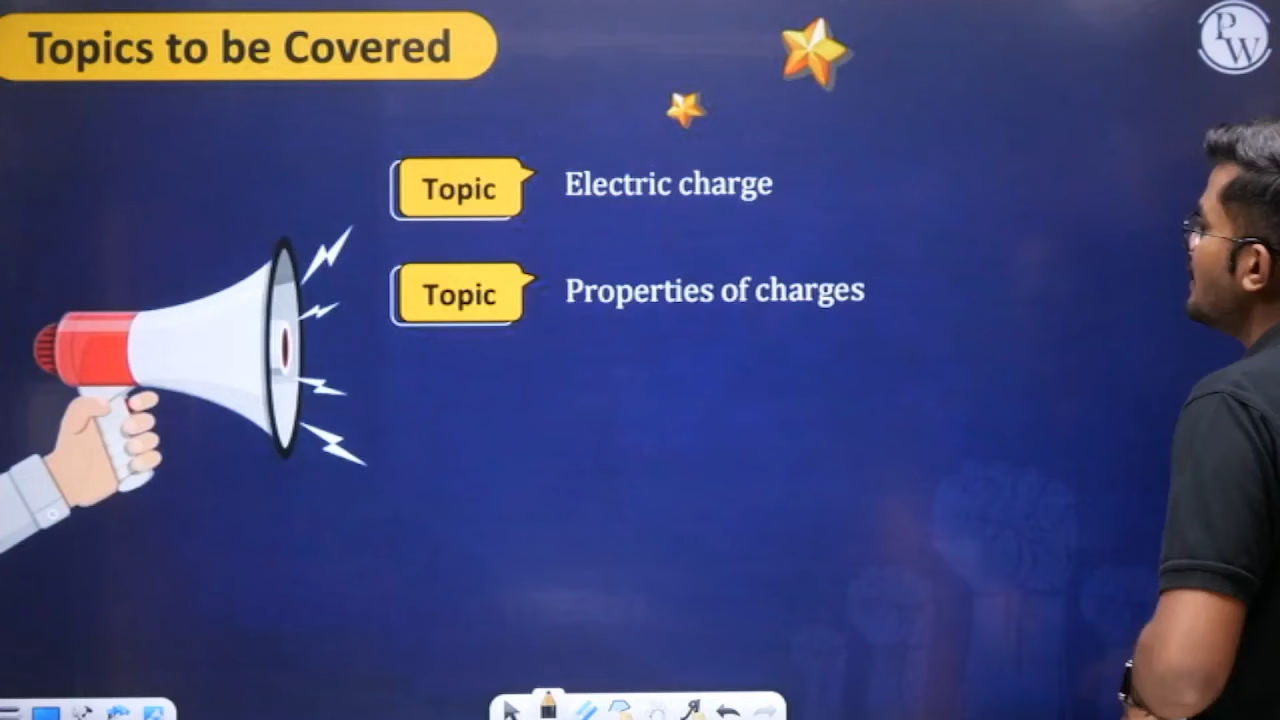 Topics to be Covered
PW
Topic
Electric charge
Topic
Properties of charges